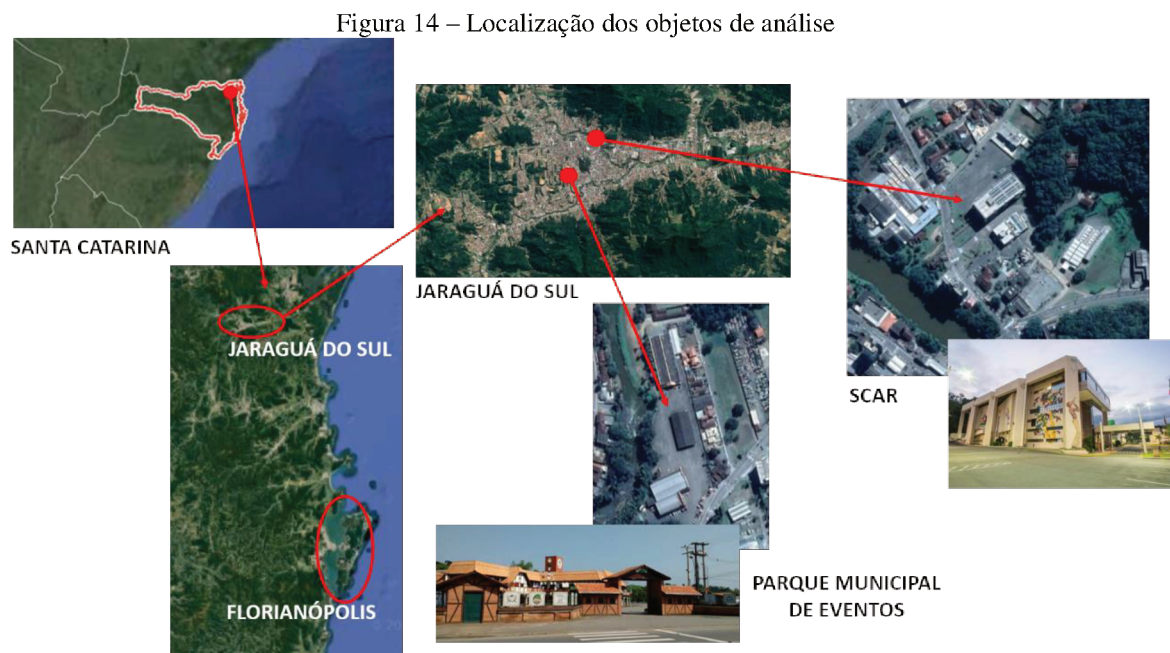 Figura 14 – Localização dos objetos de análise
SANTA CATARINA
JARAGUÁ DO SUL
JARAGUÁ DO SUL
FLORIANÓPOLIS
SCAR
PARQUE MUNICIPAL
DE EVENTOS